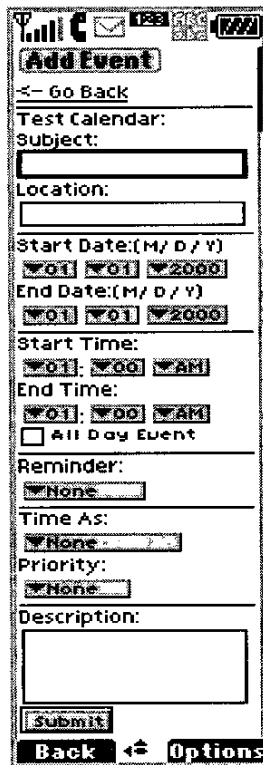 123
Add Event
<- Go Back
Test Calendar:
Subject:
Location:
Start Date:(M/ D / Y)
01 01 2000
End Date:(M/ D / Y)
01 01 2000
Start Time:
01: 00 AM
End Time:
01: 00 AM
All Day Event
Reminder:
None
Time As:
None
Priority:
None
Description:
Submit
Back Options